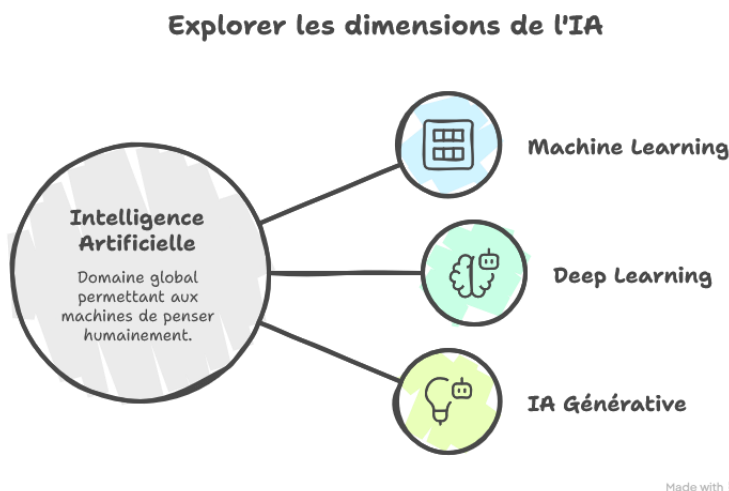 Explorer les dimensions de l'IA
Machine Learning
Intelligence
Artificielle
Domaine global
permettant aux
machines de penser
humainement.
Deep Learning
IA Générative
Made with